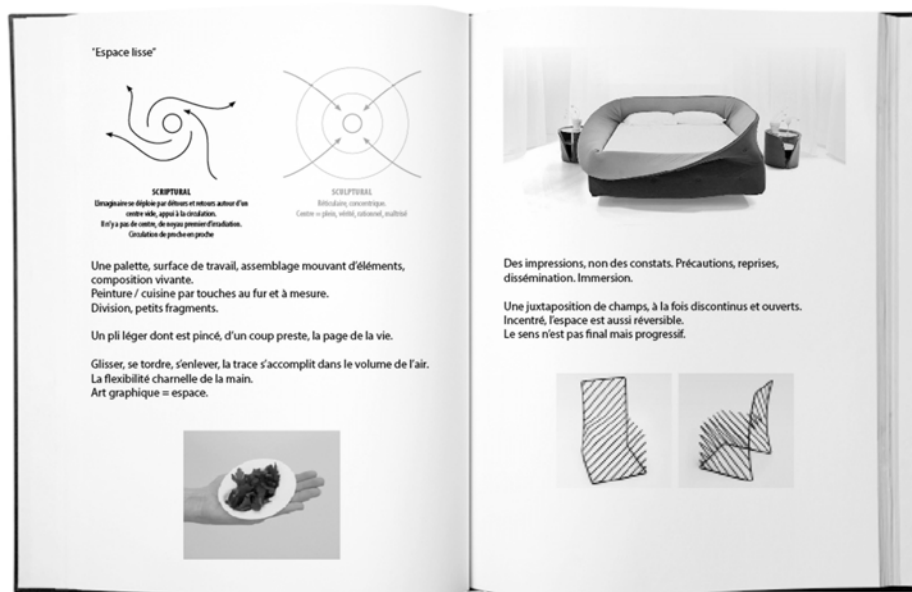 "Espace lisse"
SCRIPTURAL
L'imaginaire se déploie par détours et retours autour d'un
centre vide, appui à la circulation.
Il n'y a pas de centre, de noyau premier d'irradiation.
Circulation de proche en proche
SCULPTURAL
Réticulaire, concentrique.
Centre = plein, vérité, rationnel, maîtrisé
Une palette, surface de travail, assemblage mouvant d'éléments,
composition vivante.
Peinture / cuisine par touches au fur et à mesure.
Division, petits fragments.
Un pli léger dont est pincé, d'un coup preste, la page de la vie.
Glisser, se tordre, s'enlever, la trace s'accomplit dans le volume de l'air.
La flexibilité charnelle de la main.
Art graphique = espace.
Des impressions, non des constats. Précautions, reprises,
dissémination. Immersion.
Une juxtaposition de champs, à la fois discontinus et ouverts.
Incentré, l'espace est aussi réversible.
Le sens n'est pas final mais progressif.